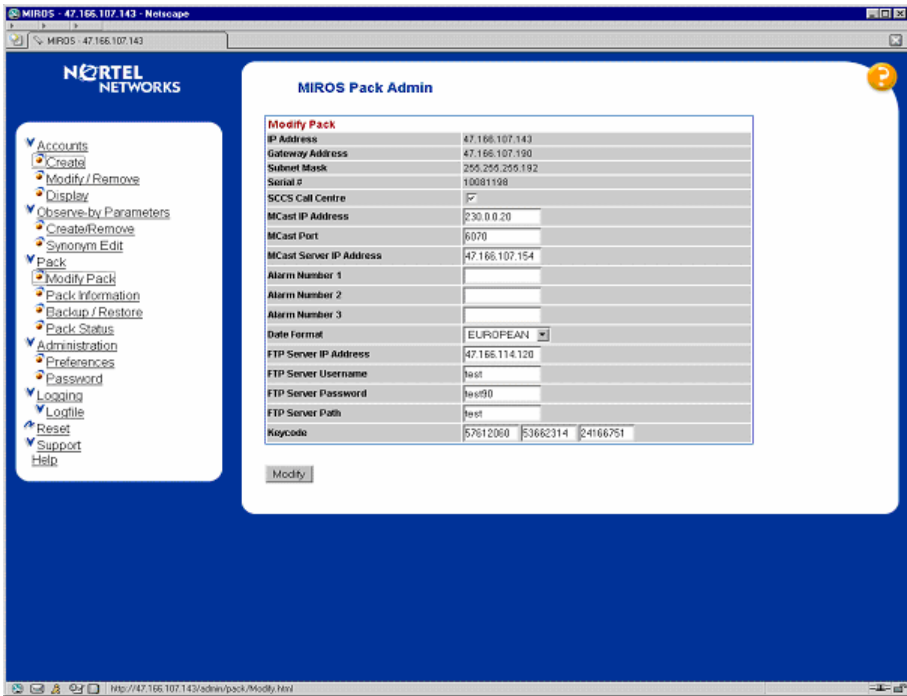 MIROS - 47.166.107.143 - Netscape
MIROS - 47.166.107.143
NORTEL
NETWORKS
Accounts
Create
Modify / Remove
Display
Observe-by Parameters
Create/Remove
Synonym Edit
Pack
Modify Pack
Pack Information
Backup / Restore
Pack Status
Administration
Preferences
Password
Logging
Logfile
Reset
Support
Help
?
MIROS Pack Admin
Modify Pack
IP Address 47.166.107.143
Gateway Address 47.166.107.190
Subnet Mask 255.255.255.192
Serial # 10081198
SCCS Call Centre
MCast IP Address 230.0.0.20
MCast Port 6070
MCast Server IP Address 47.166.107.154
Alarm Number 1
Alarm Number 2
Alarm Number 3
Date Format EUROPEAN
FTP Server IP Address 47.166.114.120
FTP Server Username test
FTP Server Password test90
FTP Server Path test
Keycode 57612060 53662314 24166751
Modify
http://47.166.107.143/admin/pack/Modify.html